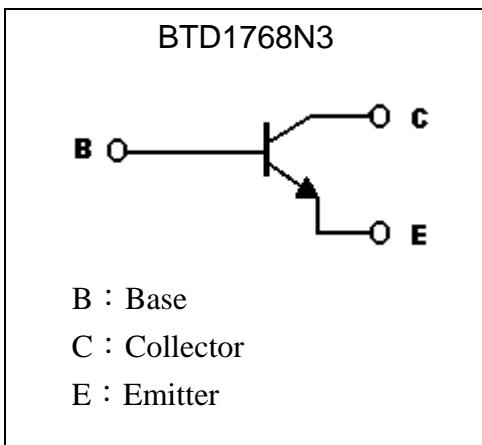 BTD1768N3
C
B
E
B：Base
C：Collector
E：Emitter